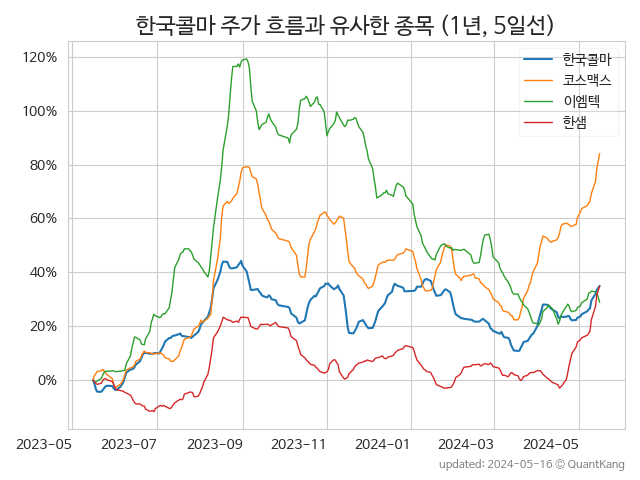 한국콜마 주가 흐름과 유사한 종목 (1년, 5일선)
한국콜마
코스맥스
이엠텍
한샘
120%
100%
80%
60%
40%
20%
0%
2023-05 2023-07 2023-09 2023-11 2024-01 2024-03 2024-05
updated: 2024-05-16 © QuantKang